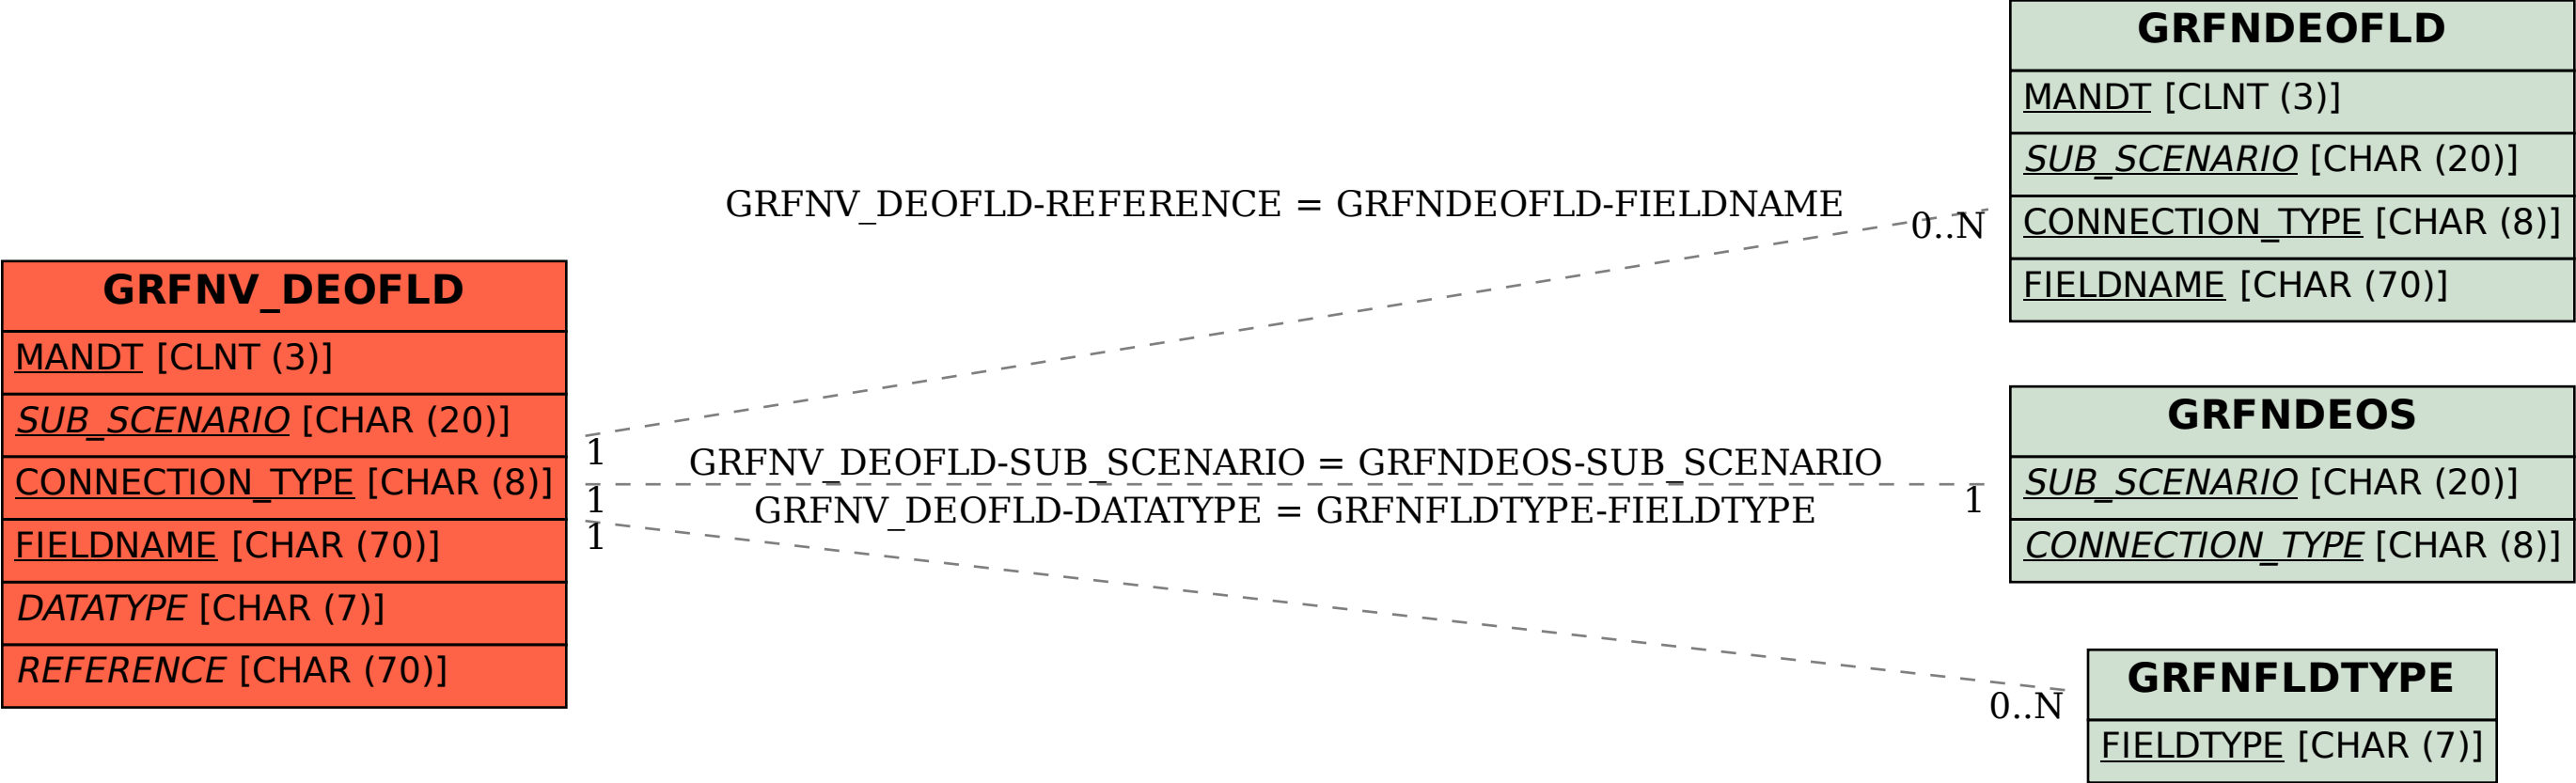 GRFNV_DEOFLD
MANDT [CLNT (3)]
SUB_SCENARIO [CHAR (20)]
CONNECTION_TYPE [CHAR (8)]
FIELDNAME [CHAR (70)]
DATATYPE [CHAR (7)]
REFERENCE [CHAR (70)]
GRFNV_DEOFLD-REFERENCE = GRFNDEOFLD-FIELDNAME
0..N
1
GRFNV_DEOFLD-SUB_SCENARIO = GRFNDEOS-SUB_SCENARIO
1
1
GRFNV_DEOFLD-DATATYPE = GRFNFLDTYPE-FIELDTYPE
1
0..N
GRFNDEOFLD
MANDT [CLNT (3)]
SUB_SCENARIO [CHAR (20)]
CONNECTION_TYPE [CHAR (8)]
FIELDNAME [CHAR (70)]
GRFNDEOS
SUB_SCENARIO [CHAR (20)]
CONNECTION_TYPE [CHAR (8)]
GRFNFLDTYPE
FIELDTYPE [CHAR (7)]